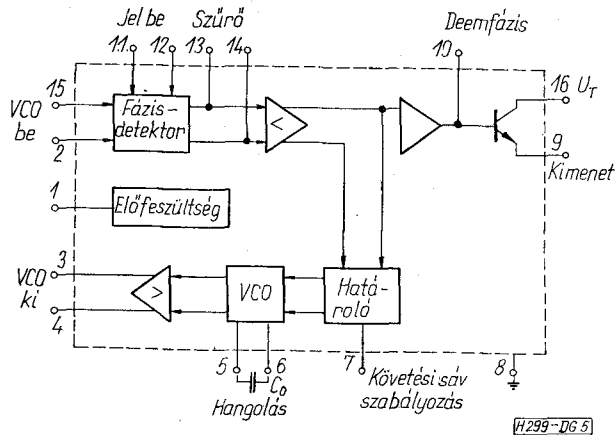 Jel be
Szűrő
Deemfázis
11
12
13
14
10
15
VCO
be
2
Fázis-
detektor
<
16 U_T
9
Kimenet
1
Előfeszültség
3
VCO
ki
4
>
VCO
Hatá-
roló
5
6
C_0
Hangolás
7
Követési sáv
szabályozás
8
H299-DG5